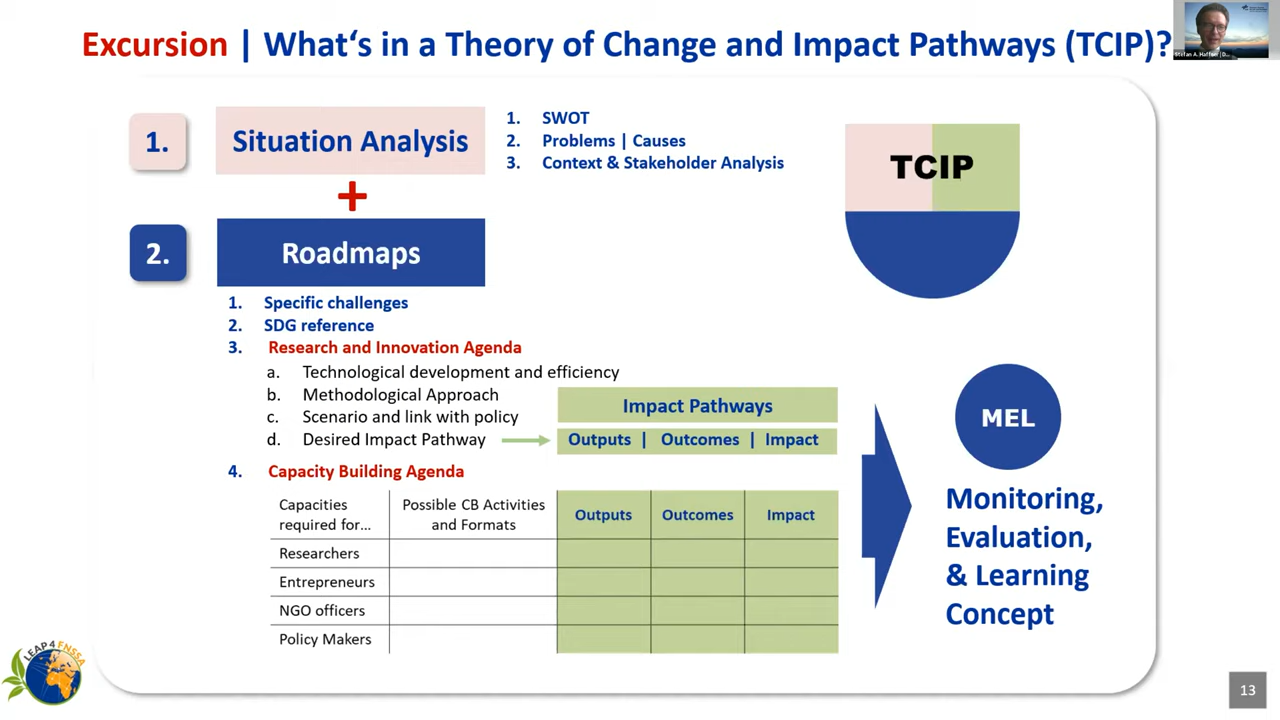 Excursion | What‘s in a Theory of Change and Impact Pathways (TCIP)?
1. Situation Analysis
1. SWOT
2. Problems | Causes
3. Context & Stakeholder Analysis
TCIP
+
2. Roadmaps
1. Specific challenges
2. SDG reference
3. Research and Innovation Agenda
a. Technological development and efficiency
b. Methodological Approach
c. Scenario and link with policy
d. Desired Impact Pathway
Impact Pathways
Outputs | Outcomes | Impact
4. Capacity Building Agenda
Capacities required for...
Possible CB Activities and Formats
Outputs
Outcomes
Impact
Researchers
Entrepreneurs
NGO officers
Policy Makers
MEL
Monitoring,
Evaluation,
& Learning
Concept
LEAP4FNSSA
13